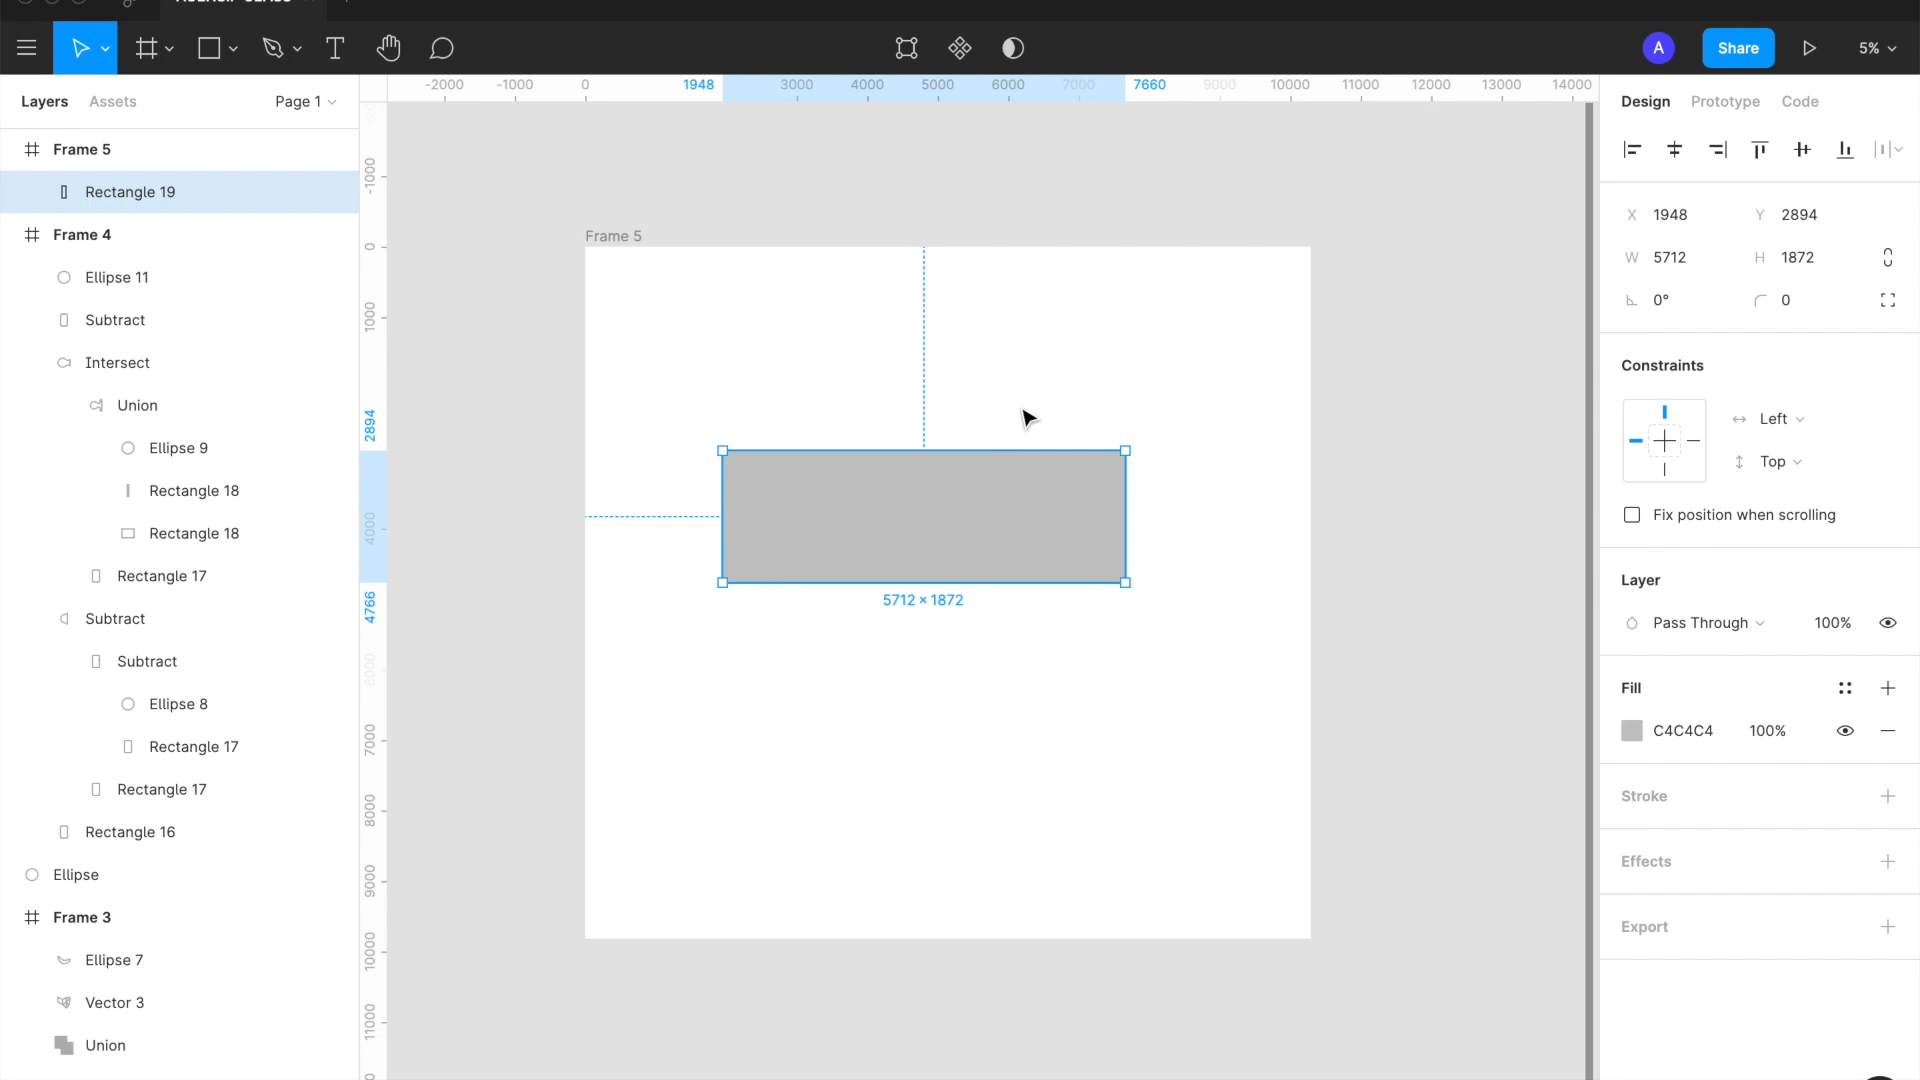 A
Share
5%
Layers
Assets
Page 1
Frame 5
Rectangle 19
Frame 4
Ellipse 11
Subtract
Intersect
Union
Ellipse 9
Rectangle 18
Rectangle 18
Rectangle 17
Subtract
Subtract
Ellipse 8
Rectangle 17
Rectangle 17
Rectangle 16
Ellipse
Frame 3
Ellipse 7
Vector 3
Union
-2000 -1000 0 1948 3000 4000 5000 6000 7000 7660 9000 10000 11000 12000 13000 14000
-1000
0
1000
2894
4000
4766
6000
7000
8000
9000
10000
11000
Frame 5
5712 × 1872
Design
Prototype
Code
X 1948 Y 2894
W 5712 H 1872
0° 0
Constraints
Left
Top
Fix position when scrolling
Layer
Pass Through 100%
Fill
C4C4C4 100%
Stroke
Effects
Export